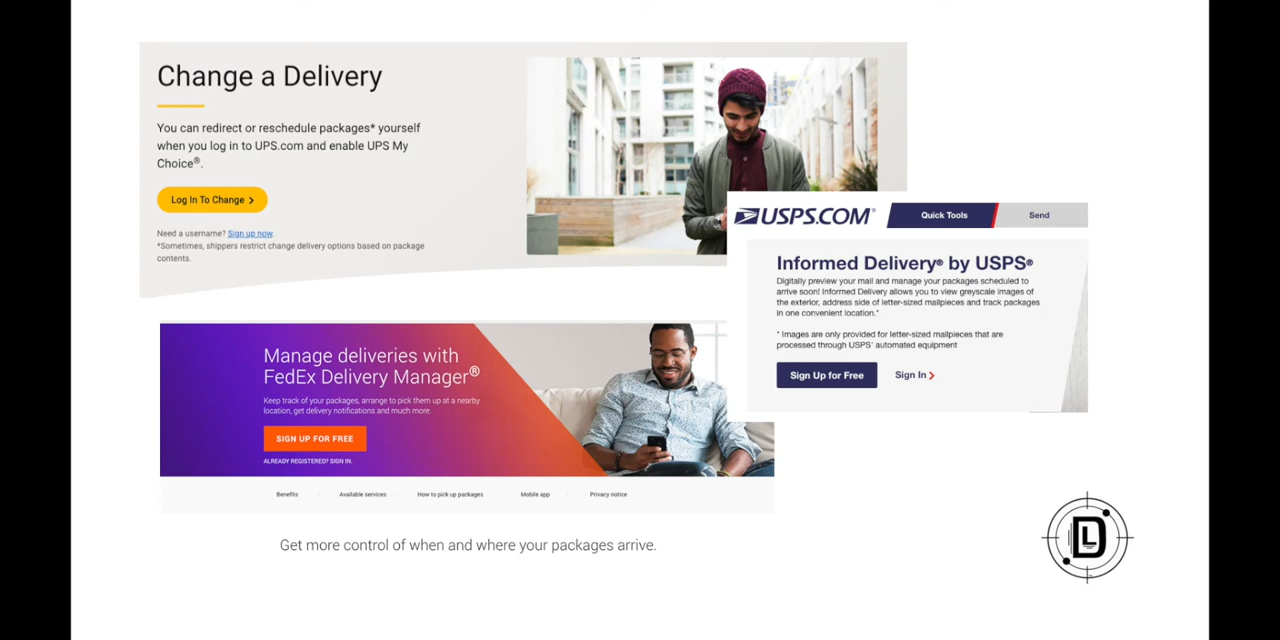 Change a Delivery
You can redirect or reschedule packages* yourself
when you log in to UPS.com and enable UPS My
Choice®.
Log In To Change >
Need a username? Sign up now.
*Sometimes, shippers restrict change delivery options based on package
contents.
USPS.COM®
Quick Tools
Send
Informed Delivery® by USPS®
Digitally preview your mail and manage your packages scheduled to
arrive soon! Informed Delivery allows you to view greyscale images of
the exterior, address side of letter-sized mailpieces and track packages
in one convenient location.*
* Images are only provided for letter-sized mailpieces that are
processed through USPS' automated equipment
Sign Up for Free
Sign In >
Manage deliveries with
FedEx Delivery Manager®
Keep track of your packages, arrange to pick them up at a nearby
location, get delivery notifications and much more.
SIGN UP FOR FREE
ALREADY REGISTERED? SIGN IN.
Benefits
Available services
How to pick up packages
Mobile app
Privacy notice
Get more control of when and where your packages arrive.
DL